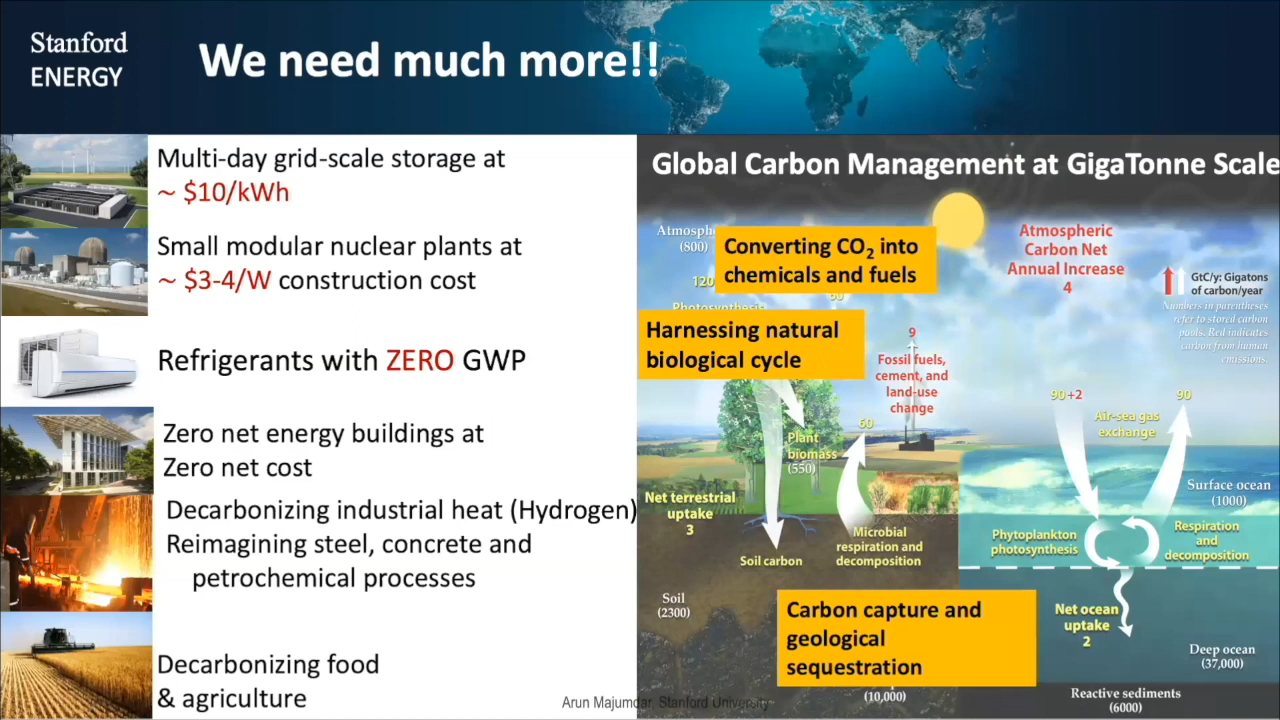 Stanford
ENERGY
We need much more!!
Multi-day grid-scale storage at
~ $10/kWh
Small modular nuclear plants at
~ $3-4/W construction cost
Refrigerants with ZERO GWP
Zero net energy buildings at
Zero net cost
Decarbonizing industrial heat (Hydrogen)
Reimagining steel, concrete and
petrochemical processes
Decarbonizing food
& agriculture
Global Carbon Management at GigaTonne Scale
(800)
Converting CO₂ into
chemicals and fuels
120
Photosynthesis
60
Harnessing natural
biological cycle
Atmospheric
Carbon Net
Annual Increase
4
GtC/y: Gigatons
of carbon/year
Numbers in parentheses
refer to stored carbon
pools. Red indicates
carbon from human
emissions.
9
Fossil fuels,
cement, and
land-use
change
90+2
90
Air-sea gas
exchange
60
Plant
biomass
(550)
Net terrestrial
uptake
3
Surface ocean
(1000)
Soil carbon
Microbial
respiration and
decomposition
Phytoplankton
photosynthesis
Respiration
and
decomposition
Soil
(2300)
Carbon capture and
geological
sequestration
Net ocean
uptake
2
Deep ocean
(37,000)
(10,000)
Reactive sediments
(6000)
Arun Majumdar, Stanford University